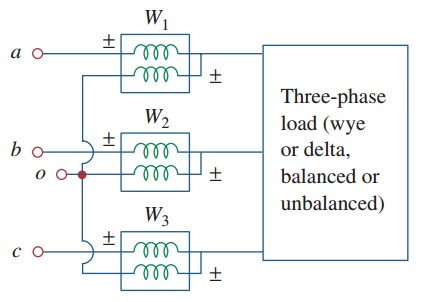 W1
a
±
±
Three-phase
load (wye
or delta,
balanced or
unbalanced)
W2
b
±
o
±
W3
±
c
±